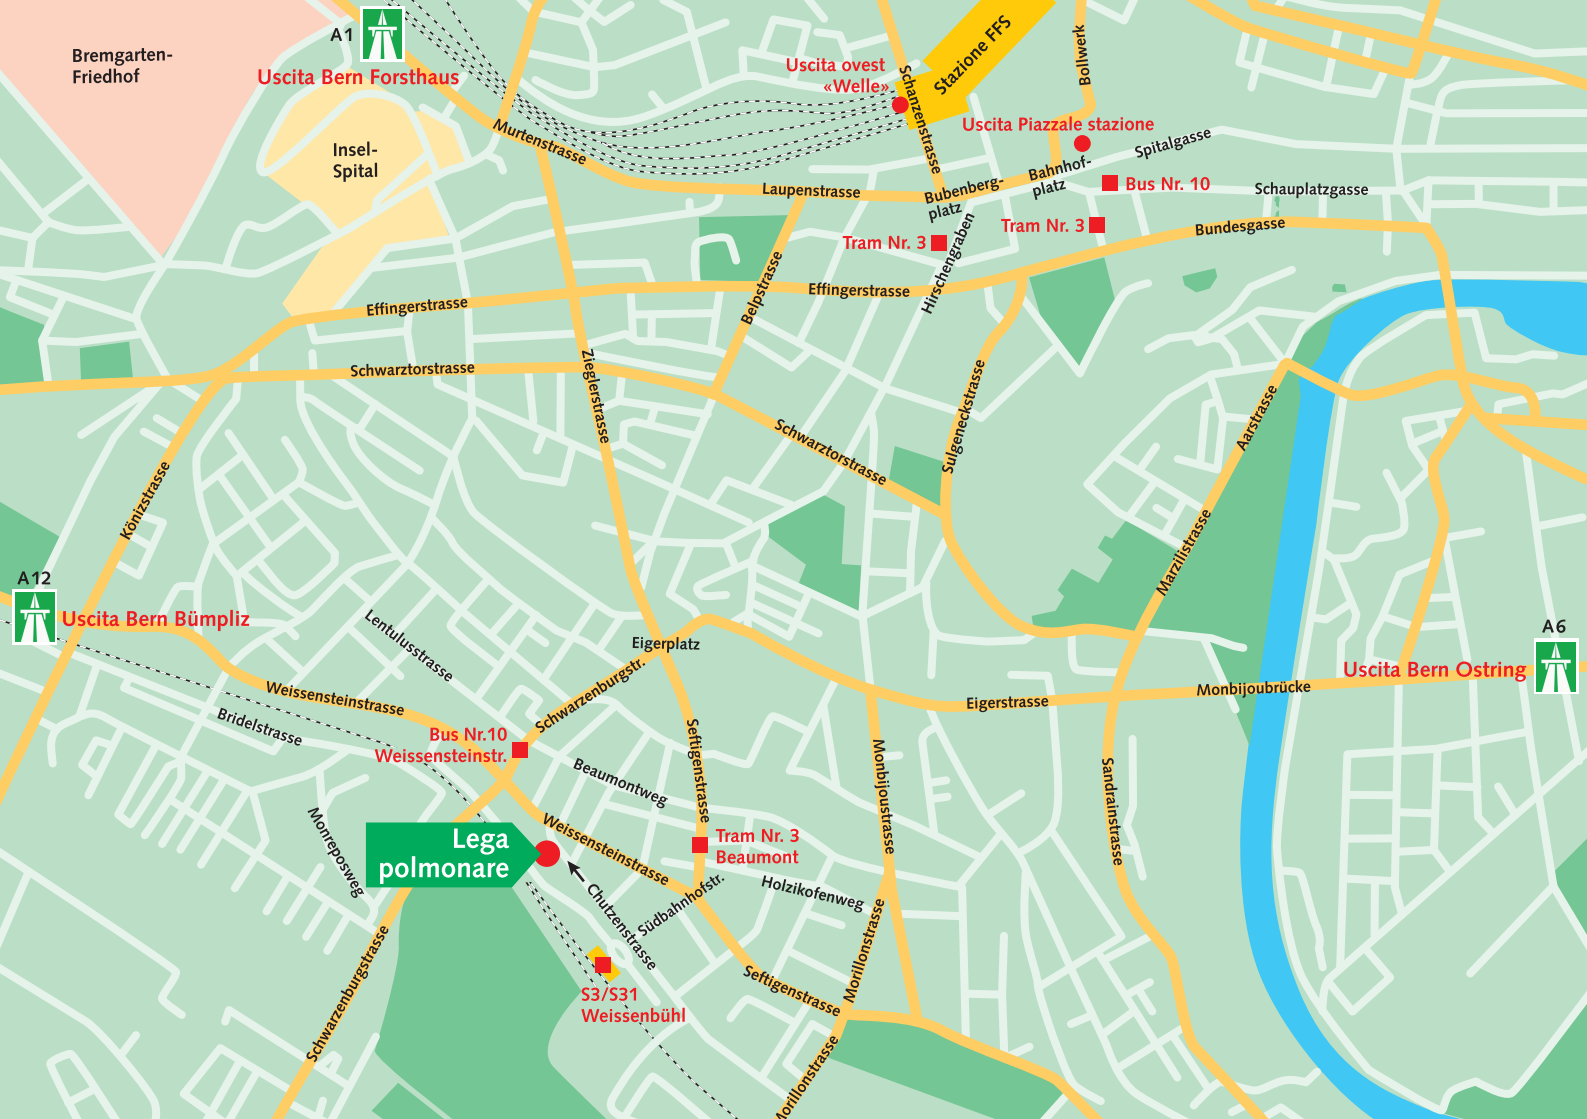 A1
Uscita Bern Forsthaus
Bremgarten-
Friedhof
Insel-
Spital
Murtenstrasse
Uscita ovest
«Welle»
Schanzenstrasse
Stazione FFS
Bollwerk
Uscita Piazzale stazione
Spitalgasse
Laupenstrasse
Bubenberg-
platz
Bahnhof-
platz
Bus Nr. 10
Schauplatzgasse
Tram Nr. 3
Tram Nr. 3
Bundesgasse
Hirschengraben
Effingerstrasse
Effingerstrasse
Belpstrasse
Schwarztorstrasse
Zieglerstrasse
Schwarztorstrasse
Sulgeneckstrasse
Aarstrasse
Könizstrasse
Marzilistrasse
A12
Uscita Bern Bümpliz
Lentulusstrasse
Eigerplatz
A6
Uscita Bern Ostring
Weissensteinstrasse
Bridelstrasse
Schwarzenburgstr.
Eigerstrasse
Monbijoubrücke
Bus Nr.10
Weissensteinstr.
Seftigenstrasse
Beaumontweg
Monbijoustrasse
Sandrainstrasse
Monreposweg
Lega
polmonare
Weissensteinstrasse
Tram Nr. 3
Beaumont
Holzikofenweg
Südbahnhofstr.
Chutzenstrasse
Morillonstrasse
Schwarzenburgstrasse
S3/S31
Weissenbühl
Seftigenstrasse
Morillonstrasse